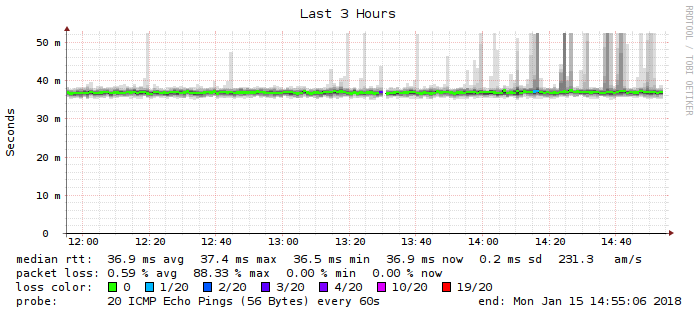 Last 3 Hours
RRDTOOL / TOBI OETIKER
Seconds
50 m
40 m
30 m
20 m
10 m
0
12:00 12:20 12:40 13:00 13:20 13:40 14:00 14:20 14:40
median rtt: 36.9 ms avg 37.4 ms max 36.5 ms min 36.9 ms now 0.2 ms sd 231.3 am/s
packet loss: 0.59 % avg 88.33 % max 0.00 % min 0.00 % now
loss color: 0 1/20 2/20 3/20 4/20 10/20 19/20
probe: 20 ICMP Echo Pings (56 Bytes) every 60s end: Mon Jan 15 14:55:06 2018